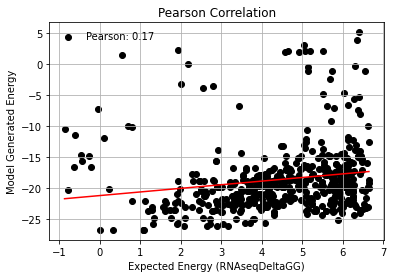 Pearson Correlation
Pearson: 0.17
Model Generated Energy
5
0
−5
−10
−15
−20
−25
−1 0 1 2 3 4 5 6 7
Expected Energy (RNAseqDeltaGG)